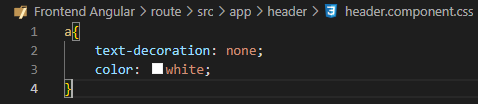 Frontend Angular > route > src > app > header > header.component.css
1 a{
2 text-decoration: none;
3 color: white;
4 }